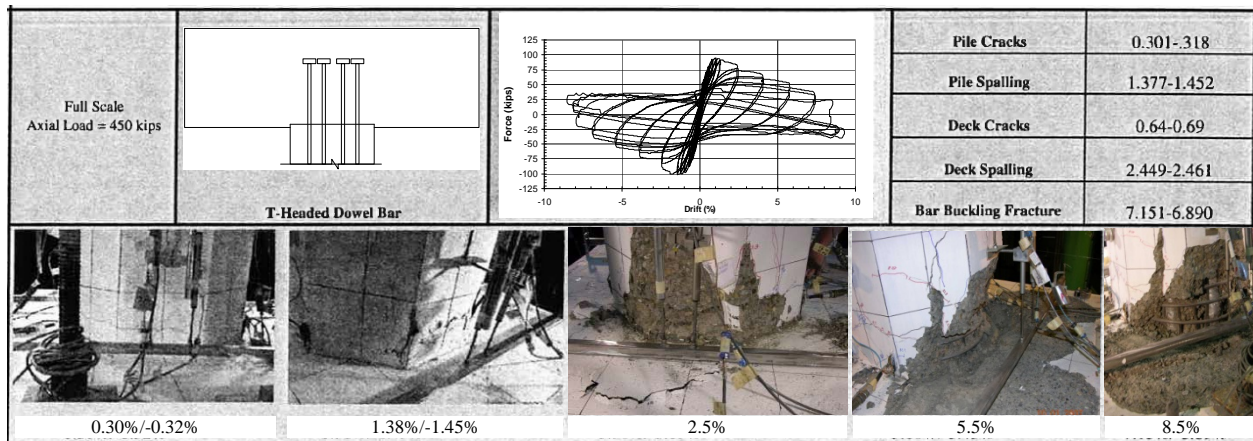 Full Scale
Axial Load = 450 kips
T-Headed Dowel Bar
Force (kips)
125
100
75
50
25
0
-25
-50
-75
-100
-125
-10
-5
0
5
10
Drift (%)
Pile Cracks
0.301-.318
Pile Spalling
1.377-1.452
Deck Cracks
0.64-0.69
Deck Spalling
2.449-2.461
Bar Buckling Fracture
7.151-6.890
0.30%/-0.32%
1.38%/-1.45%
2.5%
5.5%
8.5%